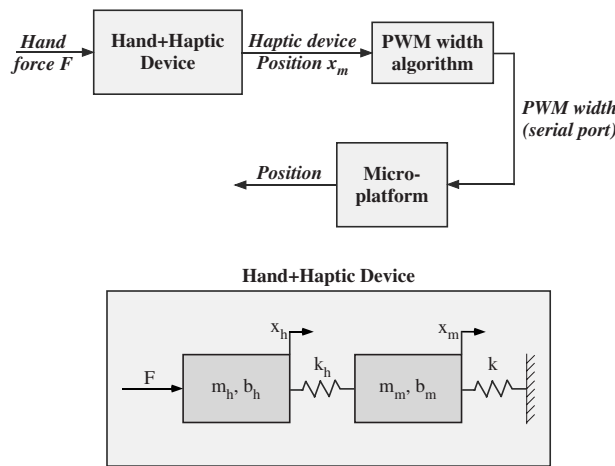 Hand
force F
Hand+Haptic
Device
Haptic device
Position x_m
PWM width
algorithm
PWM width
(serial port)
Micro-
platform
Position
Hand+Haptic Device
x_h
x_m
F
m_h, b_h
k_h
m_m, b_m
k